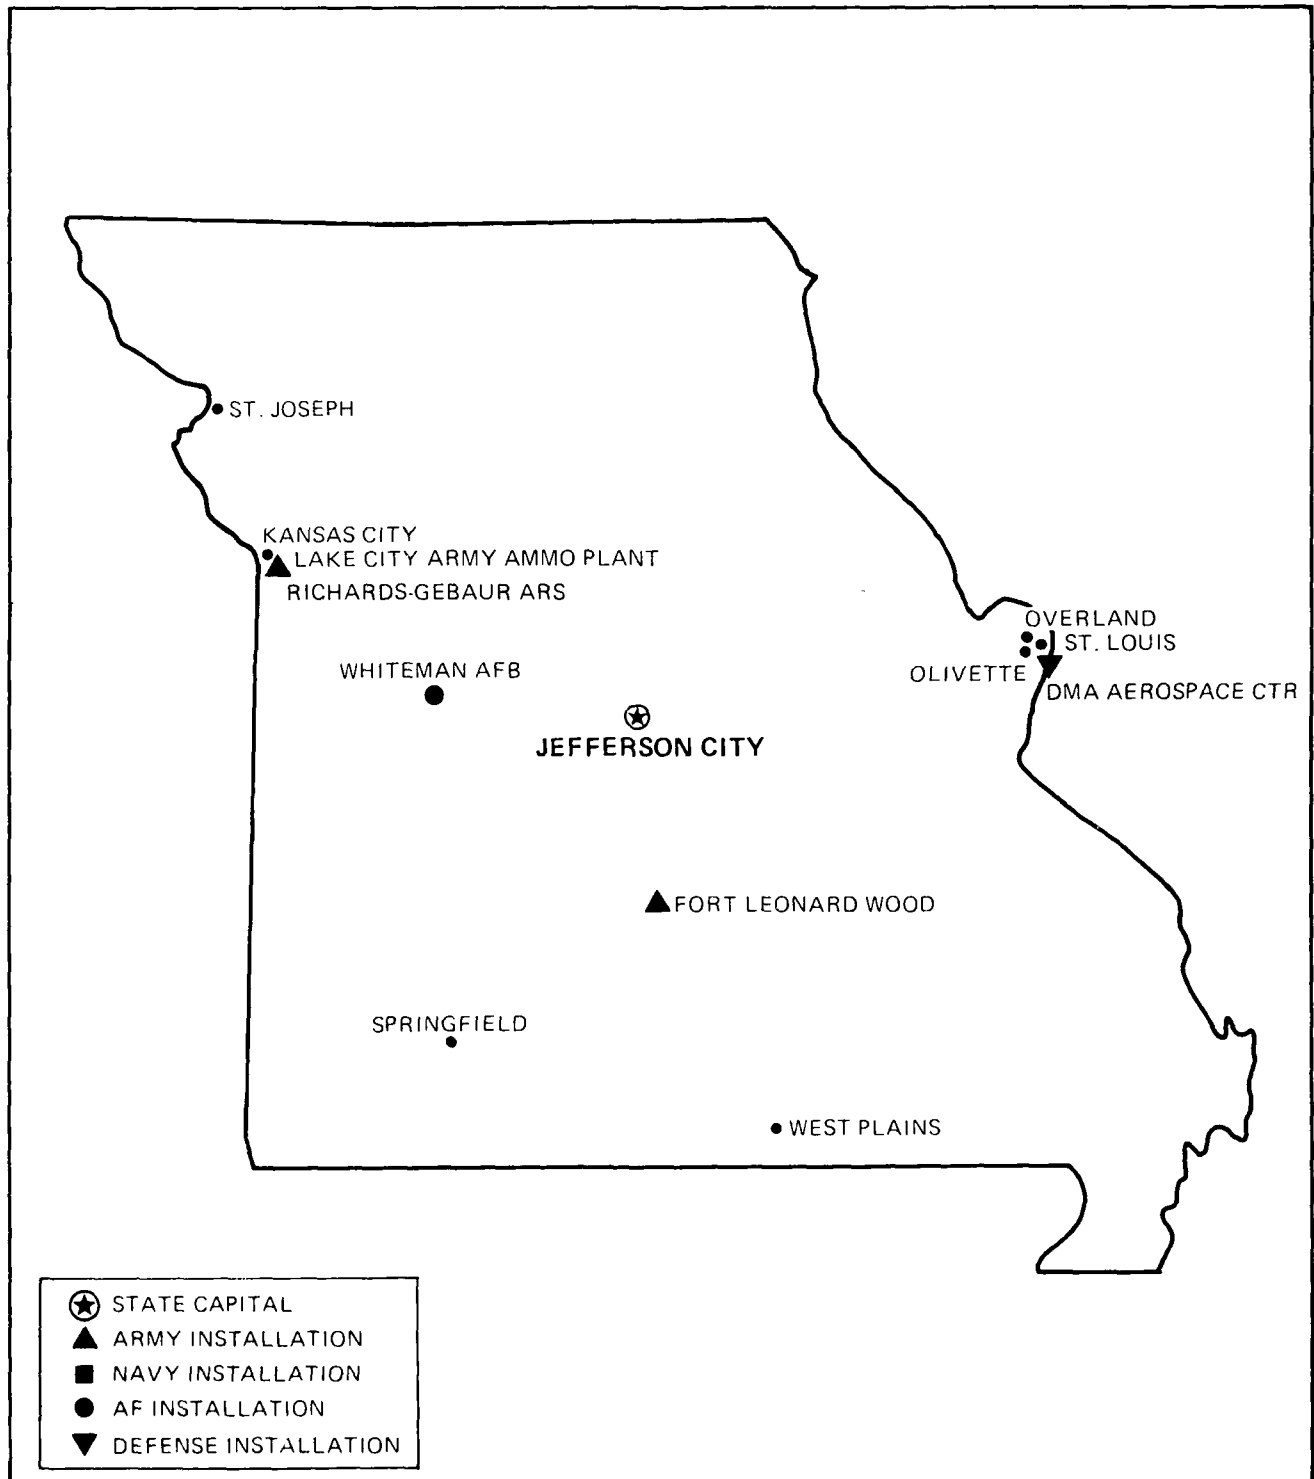 ST. JOSEPH
KANSAS CITY
LAKE CITY ARMY AMMO PLANT
RICHARDS-GEBAUR ARS
OVERLAND
ST. LOUIS
WHITEMAN AFB
OLIVETTE
DMA AEROSPACE CTR
JEFFERSON CITY
FORT LEONARD WOOD
SPRINGFIELD
WEST PLAINS
STATE CAPITAL
ARMY INSTALLATION
NAVY INSTALLATION
AF INSTALLATION
DEFENSE INSTALLATION